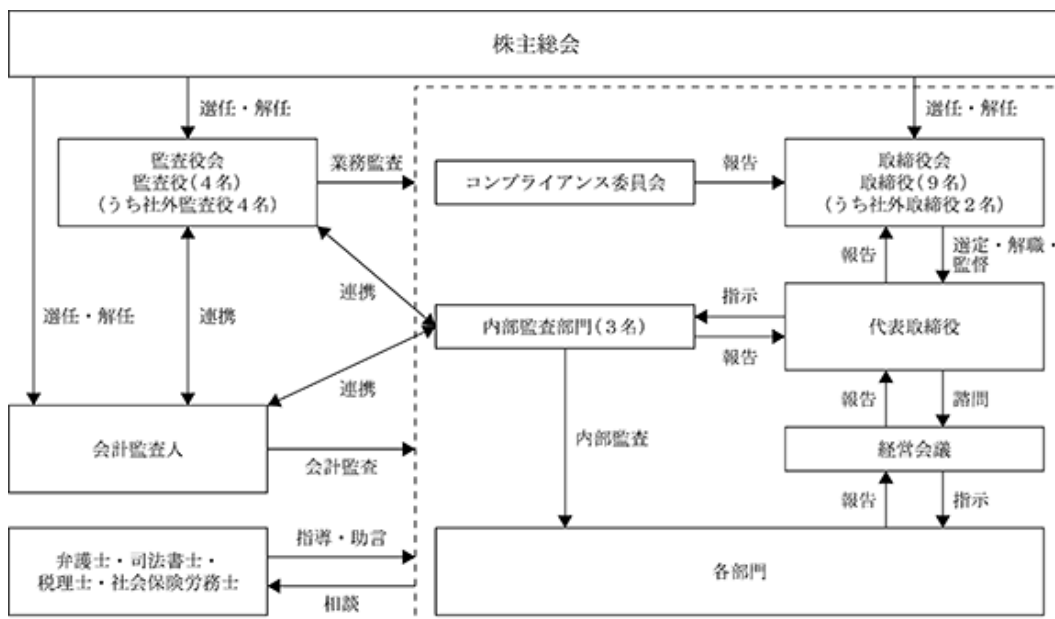 株主総会
選任・解任
選任・解任
監査役会
監査役(4名)
(うち社外監査役4名)
業務監査
コンプライアンス委員会
報告
取締役会
取締役(9名)
(うち社外取締役2名)
報告
選定・解職・
監督
連携
指示
選任・解任
連携
内部監査部門(3名)
代表取締役
報告
連携
報告
諮問
会計監査人
内部監査
経営会議
会計監査
報告
指示
指導・助言
弁護士・司法書士・
税理士・社会保険労務士
各部門
相談